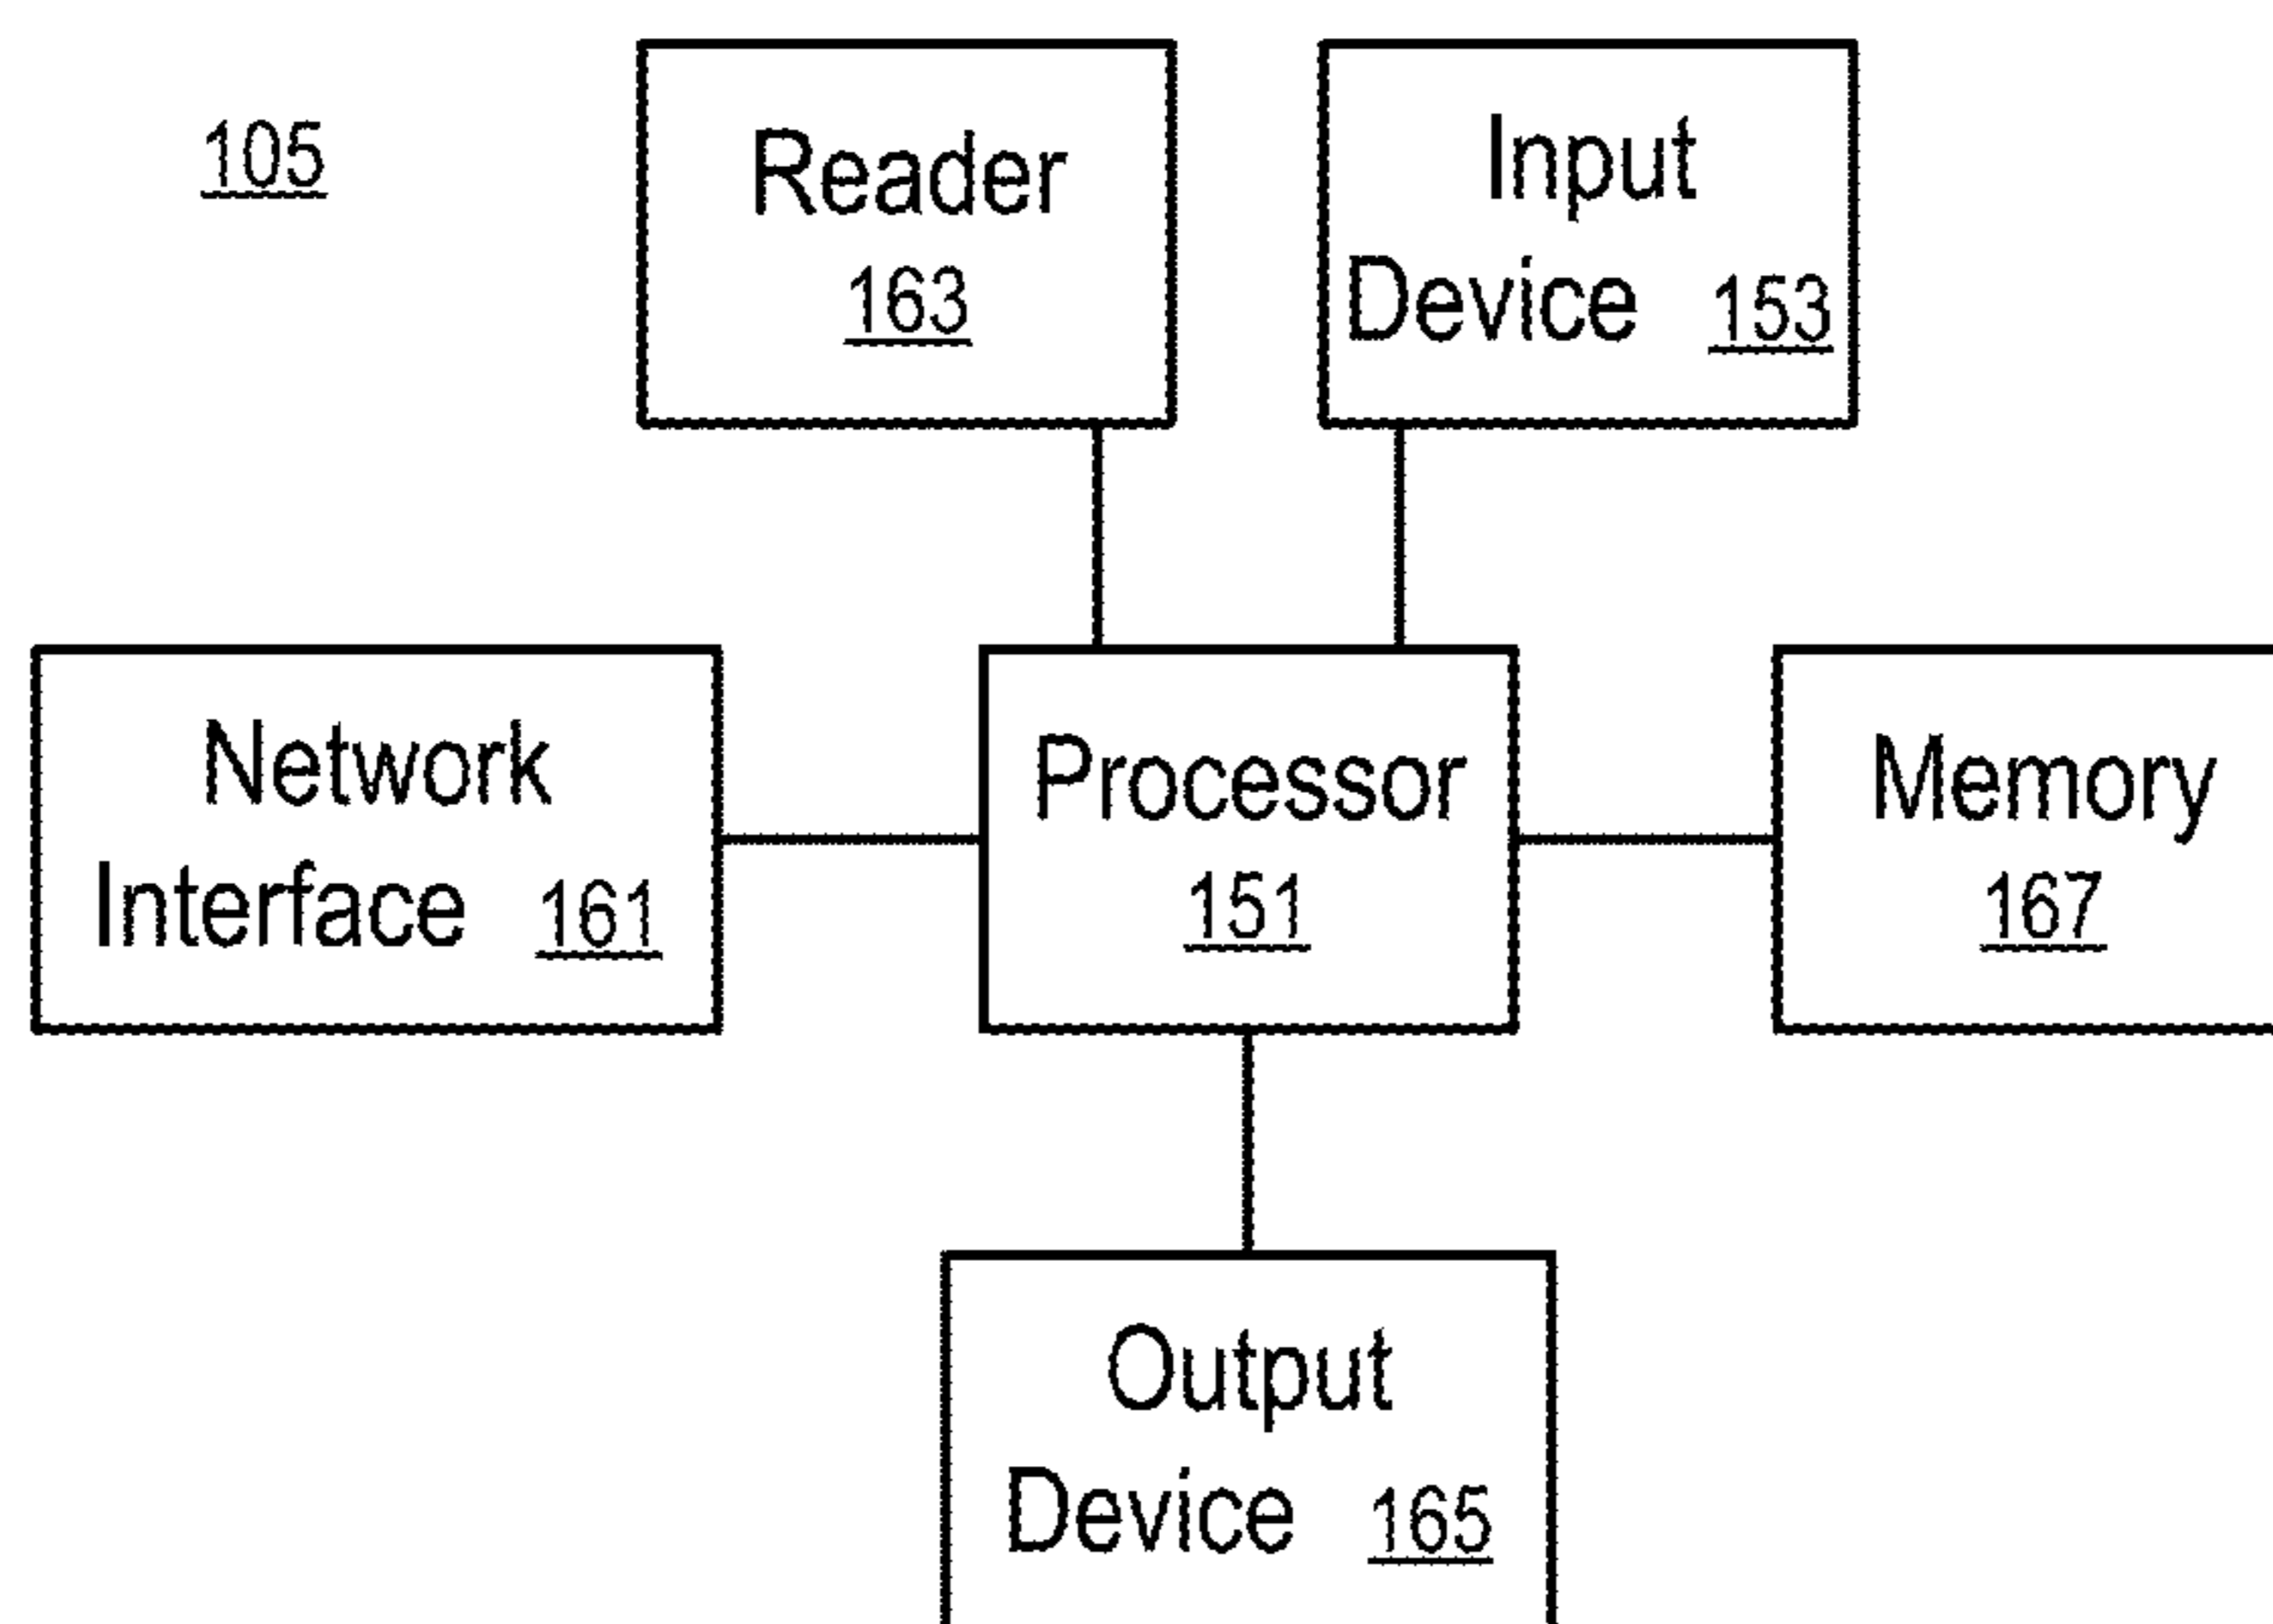 105
Reader
163
Input
Device 153
Network
Interface 161
Processor
151
Memory
167
Output
Device 165